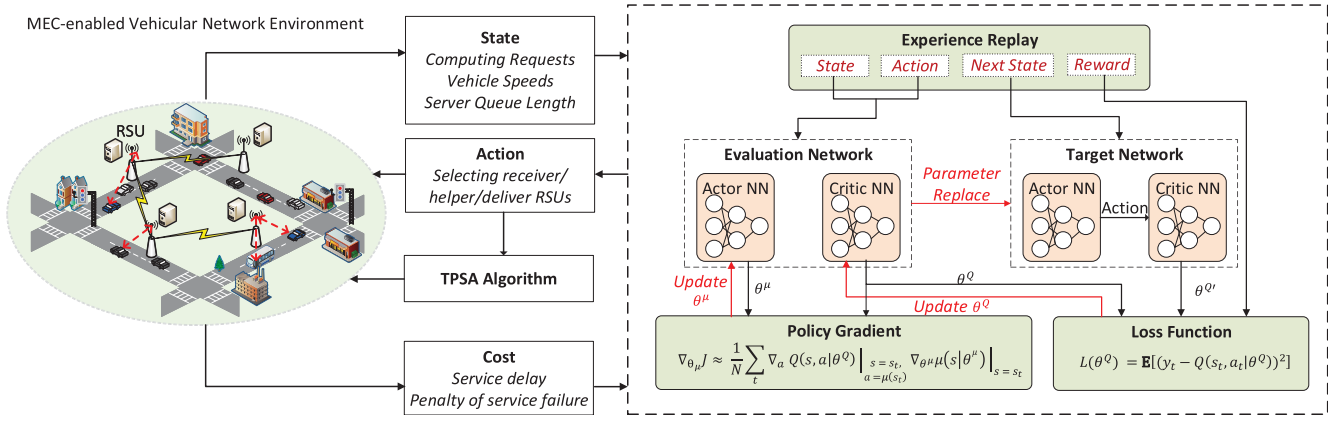 MEC-enabled Vehicular Network Environment
RSU
State
Computing Requests
Vehicle Speeds
Server Queue Length
Action
Selecting receiver/
helper/deliver RSUs
TPSA Algorithm
Cost
Service delay
Penalty of service failure
Experience Replay
State Action Next State Reward
Evaluation Network
Actor NN Critic NN
Parameter
Replace
Target Network
Actor NN Critic NN
Action
Update
θ^μ
θ^μ
θ^Q
Update θ^Q
θ^{Q′}
Policy Gradient
∇_{θ_μ} J ≈ 1/N ∑_t ∇_a Q(s, a|θ^Q)|_{s = s_t, a=μ(s_t)} ∇_{θ^μ} μ(s|θ^μ)|_{s = s_t}
Loss Function
L(θ^Q) = E[(y_t − Q(s_t, a_t|θ^Q))^2]